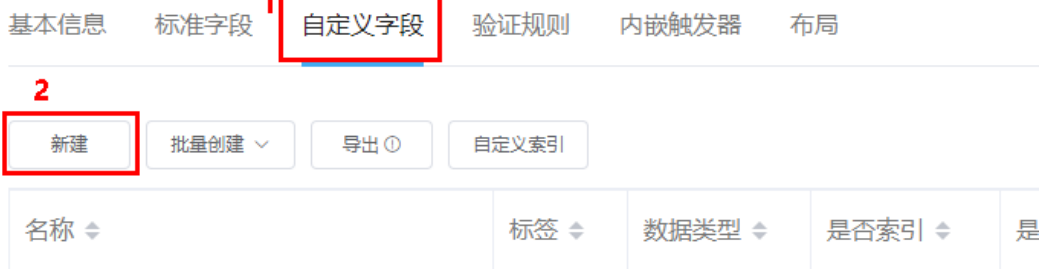 1
基本信息 标准字段 自定义字段 验证规则 内嵌触发器 布局
2
新建 批量创建 导出 自定义索引
名称 标签 数据类型 是否索引 是